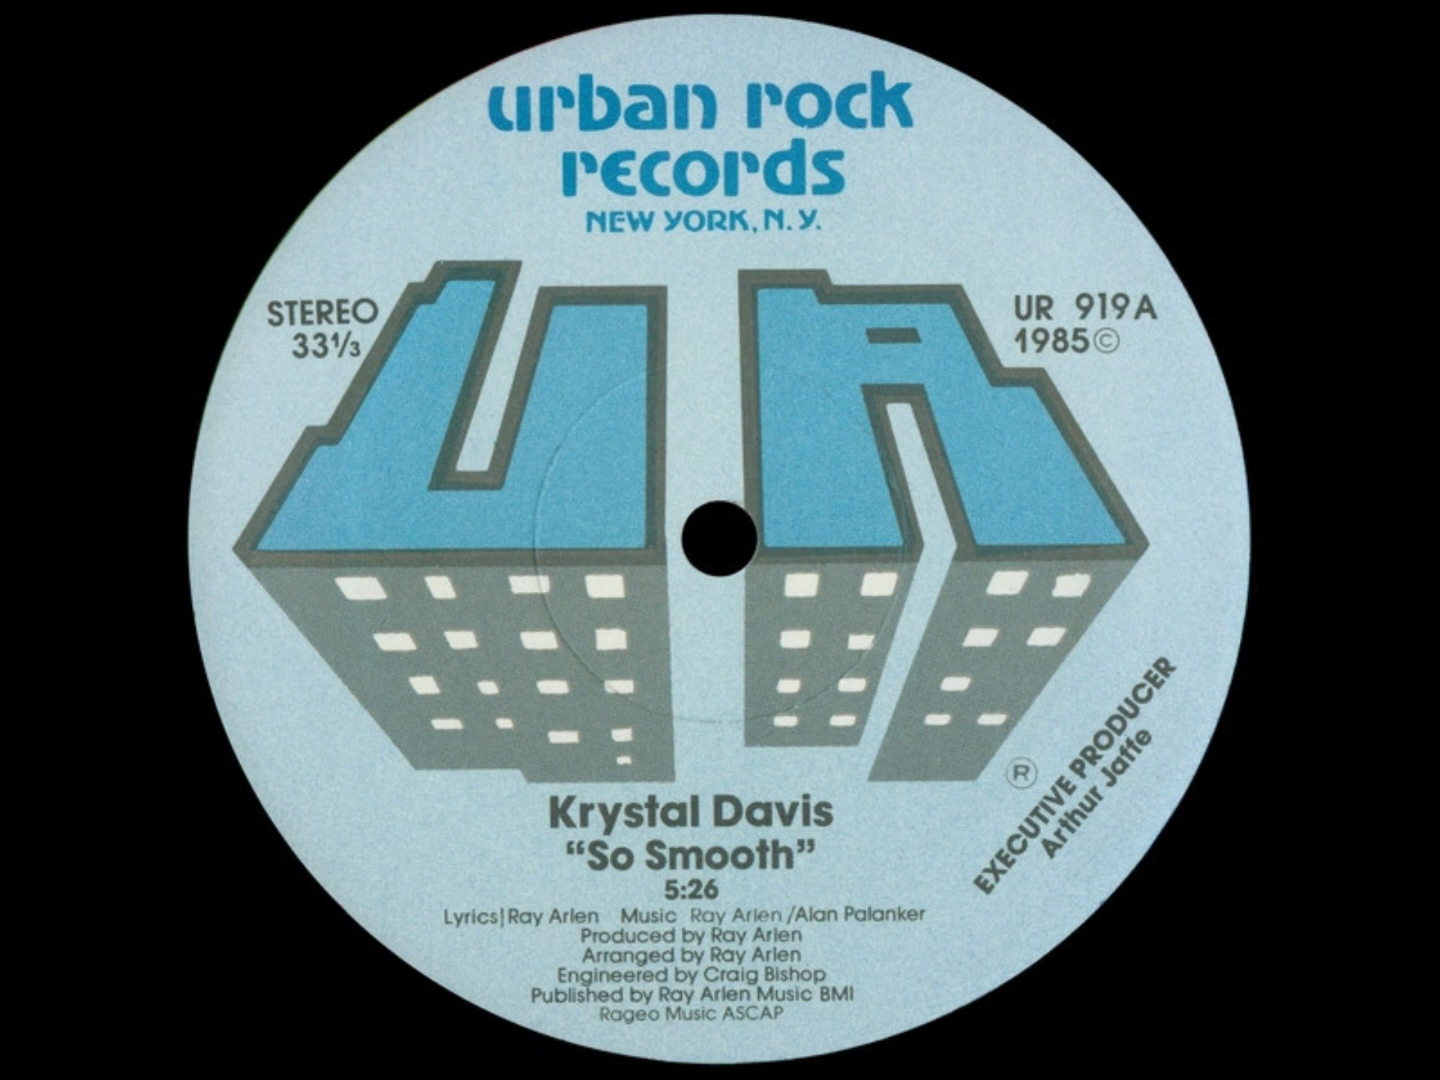 urban rock
records
NEW YORK, N.Y.
STEREO
33⅓
UR 919A
1985©
®
EXECUTIVE PRODUCER
Arthur Jaffe
Krystal Davis
“So Smooth”
5:26
Lyrics|Ray Arlen Music Ray Arlen /Alan Palanker
Produced by Ray Arlen
Arranged by Ray Arlen
Engineered by Craig Bishop
Published by Ray Arlen Music BMI
Rageo Music ASCAP